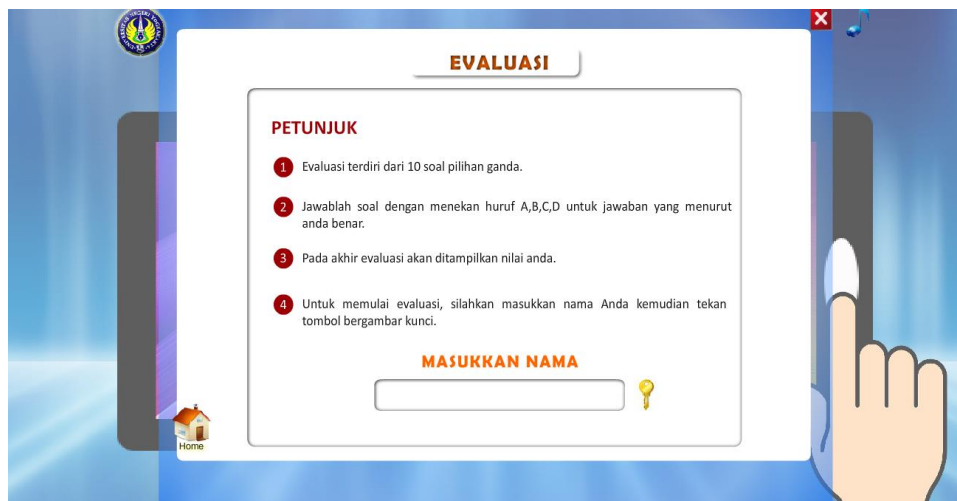 EVALUASI
PETUNJUK
1 Evaluasi terdiri dari 10 soal pilihan ganda.
2 Jawablah soal dengan menekan huruf A,B,C,D untuk jawaban yang menurut
anda benar.
3 Pada akhir evaluasi akan ditampilkan nilai anda.
4 Untuk memulai evaluasi, silahkan masukkan nama Anda kemudian tekan
tombol bergambar kunci.
MASUKKAN NAMA
Home